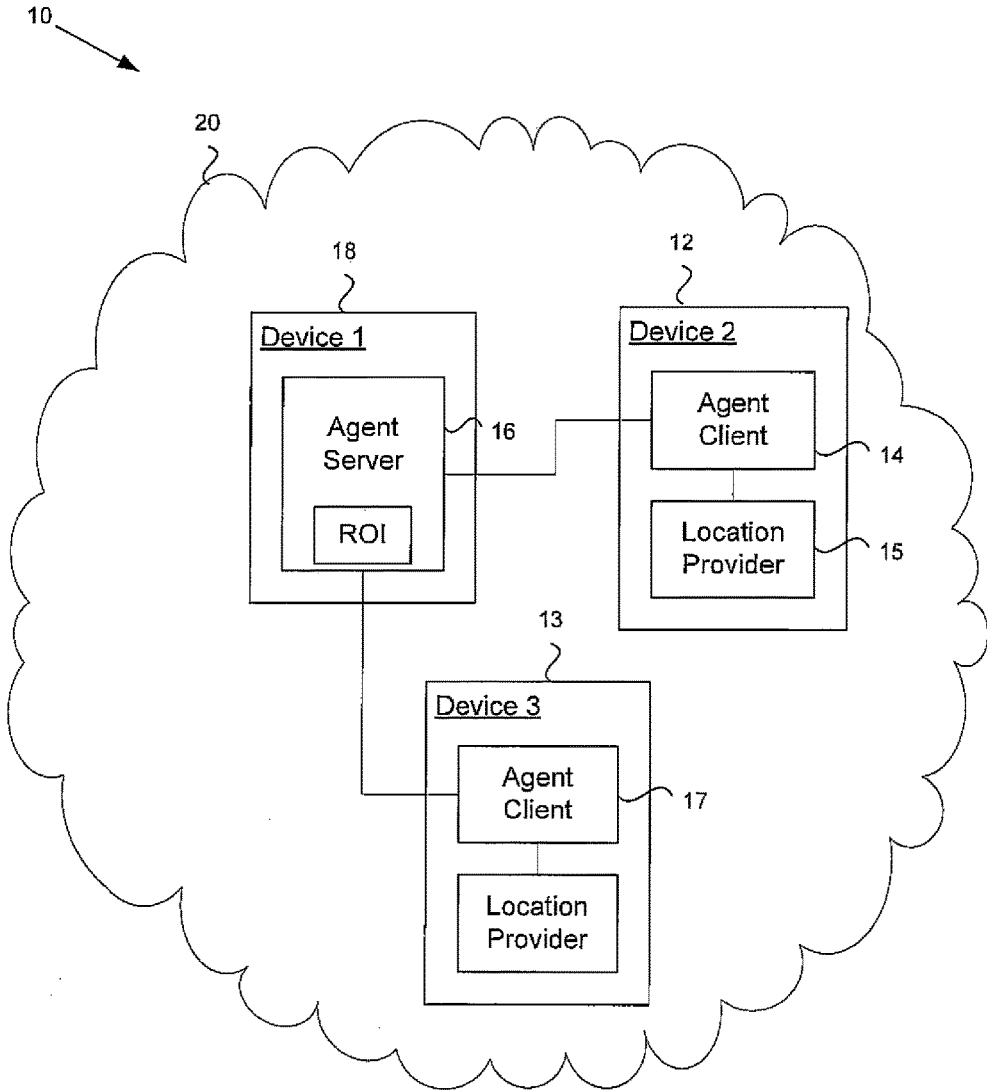 10
20
18
12
Device 1
Device 2
Agent
Server
16
Agent
Client
14
ROI
Location
Provider
15
13
Device 3
Agent
Client
17
Location
Provider